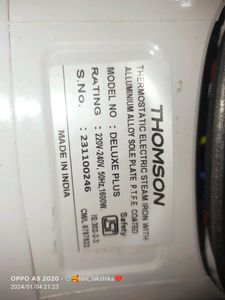 THOMSON
THERMOSTATIC ELECTRIC STEAM IRON WITH
ALLUMINIUM ALLOY SOLE PLATE P.T.F.E COATED
MODEL NO : DELUXE PLUS
RATING : 220V-240V, 50Hz, 1600W
S.No. : 231100246
MADE IN INDIA
Safety
IS:302-2-3
OPPO A9 2020
2024/01/04 21:23